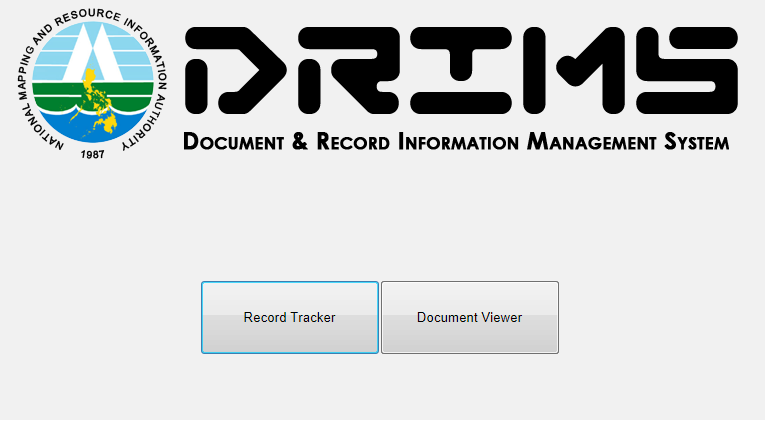 NATIONAL MAPPING AND RESOURCE INFORMATION AUTHORITY
1987
DRIMS
DOCUMENT & RECORD INFORMATION MANAGEMENT SYSTEM
Record Tracker
Document Viewer